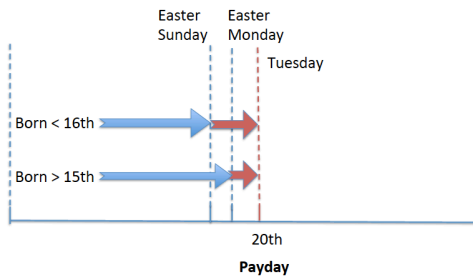 Easter
Sunday
Easter
Monday
Tuesday
Born < 16th
Born > 15th
20th
Payday